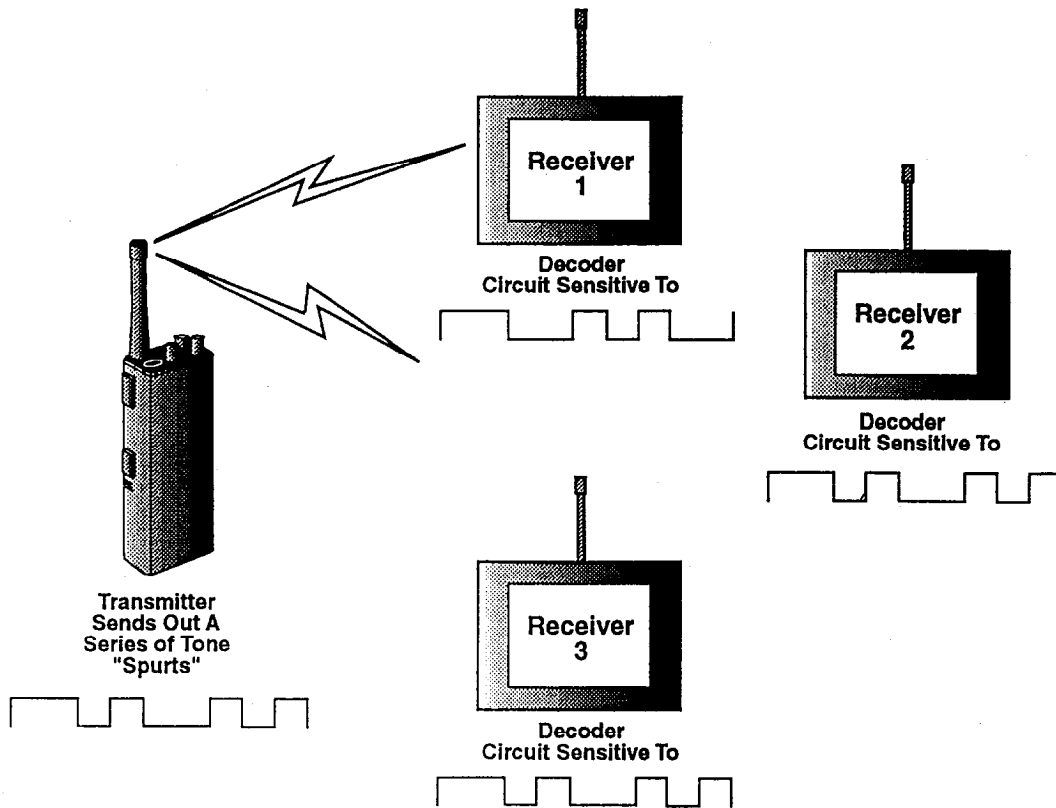 Receiver
1
Decoder
Circuit Sensitive To
Receiver
2
Decoder
Circuit Sensitive To
Transmitter
Sends Out A
Series of Tone
"Spurts"
Receiver
3
Decoder
Circuit Sensitive To